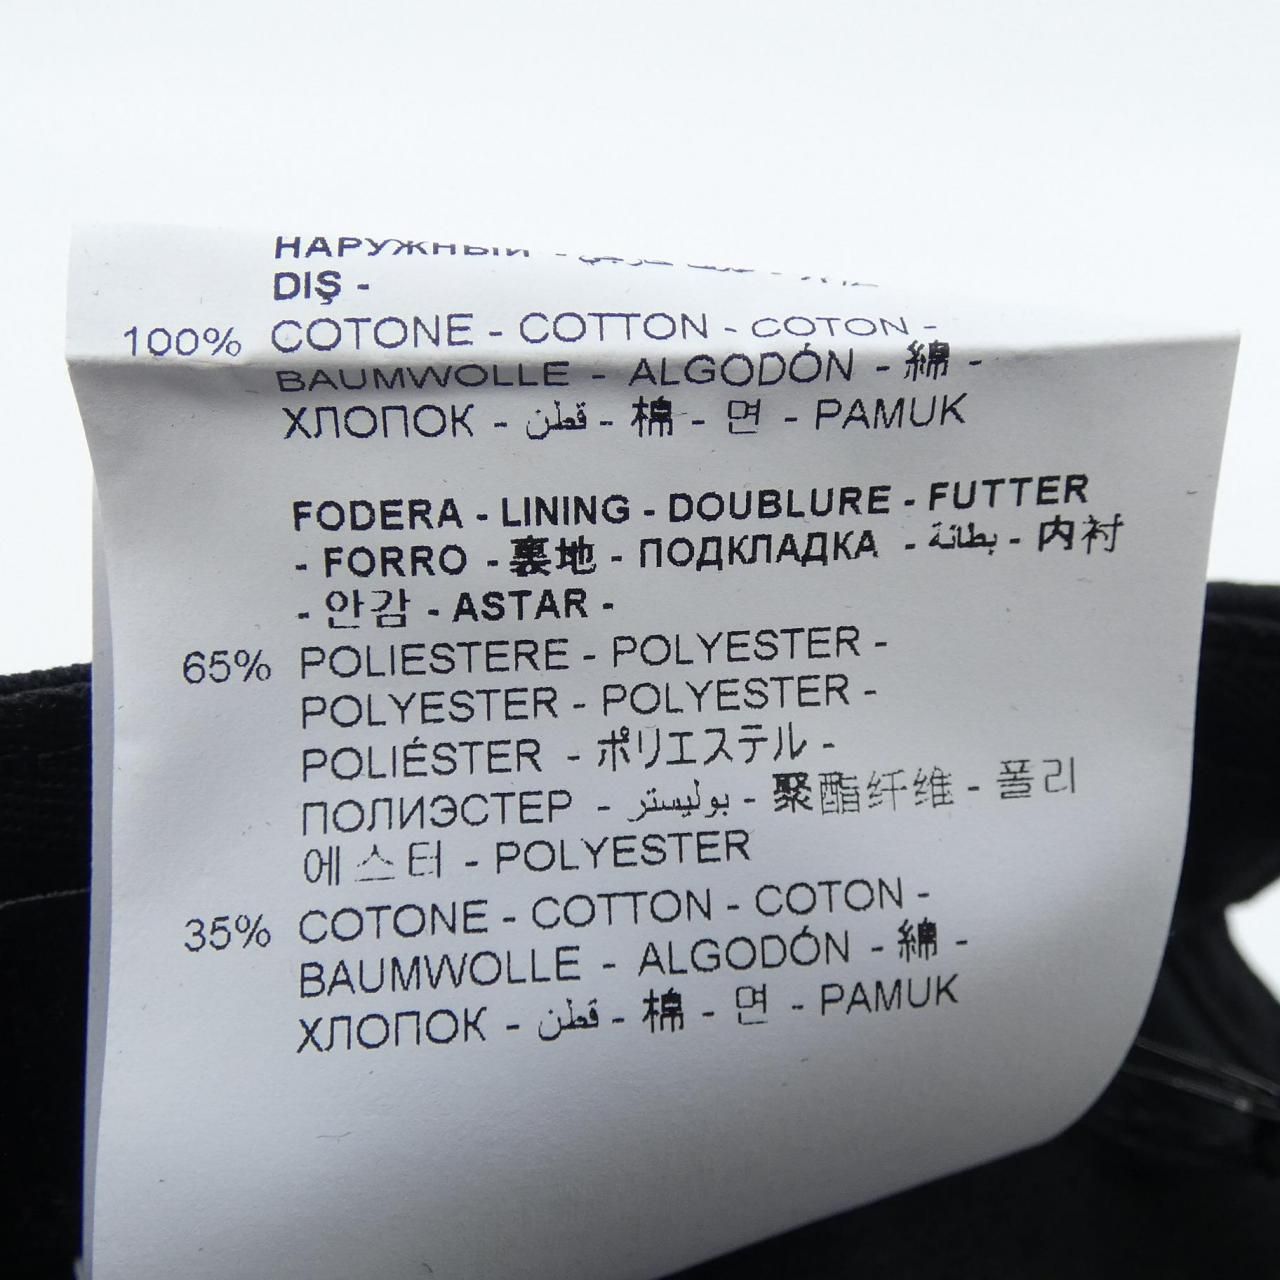 НАРУЖНЫЙ -
DIŞ -
100% COTONE - COTTON - COTON -
BAUMWOLLE - ALGODÓN - 綿 -
ХЛОПОК - قطن - 棉 - 면 - PAMUK
FODERA - LINING - DOUBLURE - FUTTER
- FORRO - 裏地 - ПОДКЛАДКА - بطانة - 内衬
- 안감 - ASTAR -
65% POLIESTERE - POLYESTER -
POLYESTER - POLYESTER -
POLIÉSTER - ポリエステル -
ПОЛИЭСТЕР - بوليستر - 聚酯纤维 - 폴리
에스터 - POLYESTER
35% COTONE - COTTON - COTON -
BAUMWOLLE - ALGODÓN - 綿 -
ХЛОПОК - قطن - 棉 - 면 - PAMUK